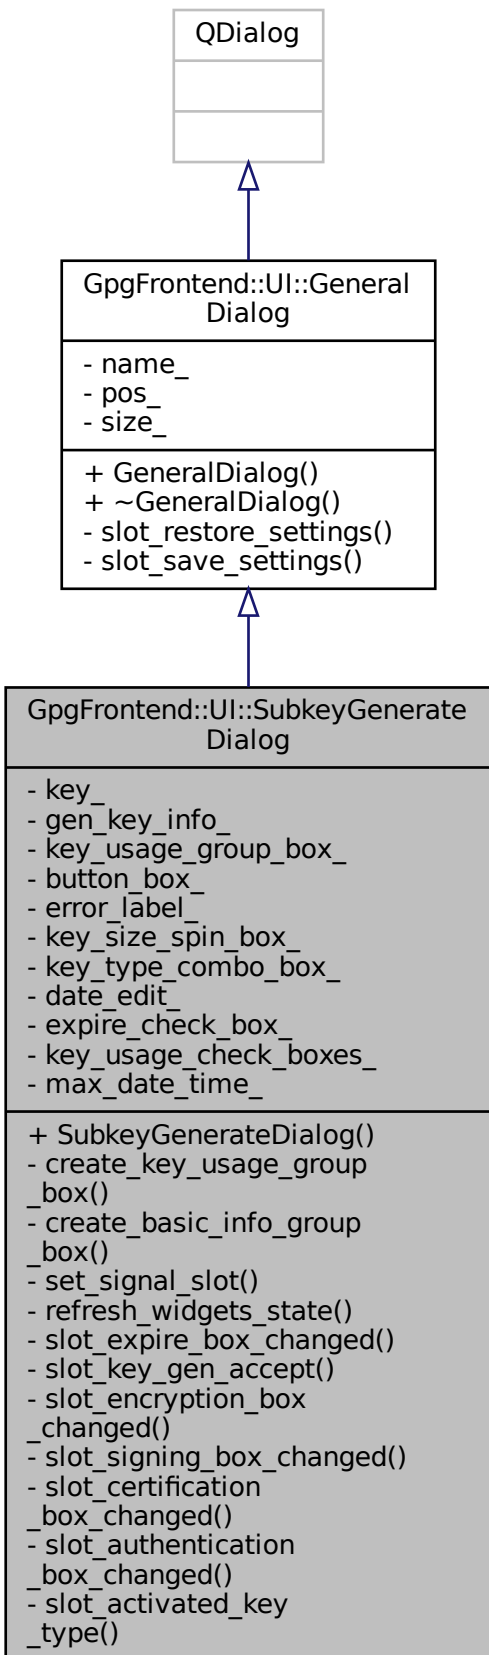 QDialog
GpgFrontend::UI::General
Dialog
- name_
- pos_
- size_
+ GeneralDialog()
+ ~GeneralDialog()
- slot_restore_settings()
- slot_save_settings()
GpgFrontend::UI::SubkeyGenerate
Dialog
- key_
- gen_key_info_
- key_usage_group_box_
- button_box_
- error_label_
- key_size_spin_box_
- key_type_combo_box_
- date_edit_
- expire_check_box_
- key_usage_check_boxes_
- max_date_time_
+ SubkeyGenerateDialog()
- create_key_usage_group
_box()
- create_basic_info_group
_box()
- set_signal_slot()
- refresh_widgets_state()
- slot_expire_box_changed()
- slot_key_gen_accept()
- slot_encryption_box
_changed()
- slot_signing_box_changed()
- slot_certification
_box_changed()
- slot_authentication
_box_changed()
- slot_activated_key
_type()